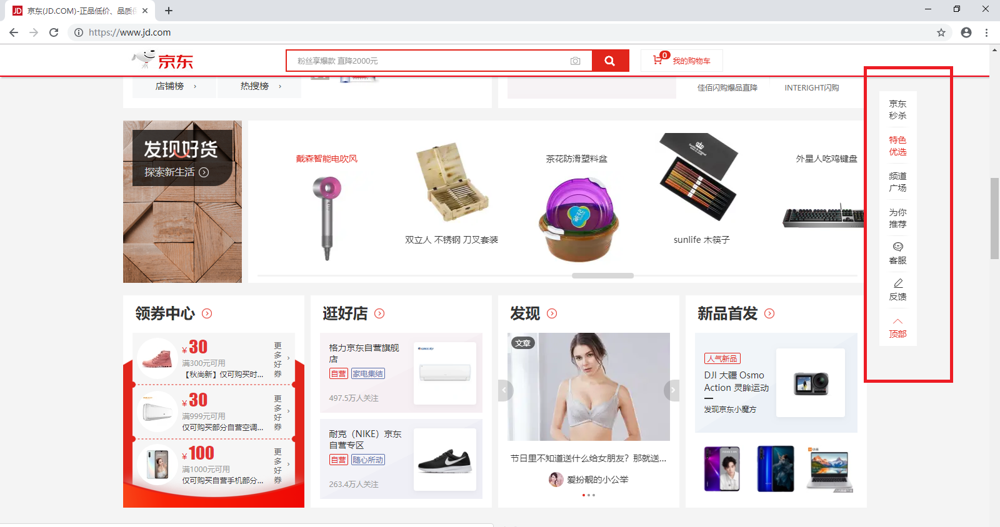 京东(JD.COM)-正品低价、品质
https://www.jd.com
京东
粉丝享爆款 直降2000元
0
我的购物车
店铺榜
热搜榜
佳佰闪购爆品直降
INTERIGHT闪购
发现好货
探索新生活
戴森智能电吹风
双立人 不锈钢 刀叉套装
茶花防滑塑料盆
茶花
sunlife 木筷子
外星人吃鸡键盘
京东
秒杀
特色
优选
频道
广场
为你
推荐
客服
反馈
顶部
领券中心
¥30
满300元可用
【秋尚新】仅可购买时...
更多好券
¥30
满999元可用
仅可购买部分自营空调...
更多好券
¥100
满1000元可用
仅可购买自营手机部分...
更多好券
逛好店
格力京东自营旗舰
店
自营 家电集结
497.5万人关注
耐克（NIKE）京东
自营专区
自营 随心所动
263.4万人关注
发现
文章
节日里不知道送什么给女朋友？那就送...
爱扮靓的小公举
新品首发
人气新品
DJI 大疆 Osmo
Action 灵眸运动
发现京东小魔方